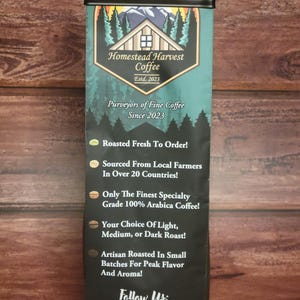 Homestead Harvest
Coffee
Estd. 2023
Purveyors of Fine Coffee
Since 2023
Roasted Fresh To Order!
Sourced From Local Farmers
In Over 20 Countries!
Only The Finest Specialty
Grade 100% Arabica Coffee!
Your Choice Of Light,
Medium, or Dark Roast!
Artisan Roasted In Small
Batches For Peak Flavor
And Aroma!
Follow Us: